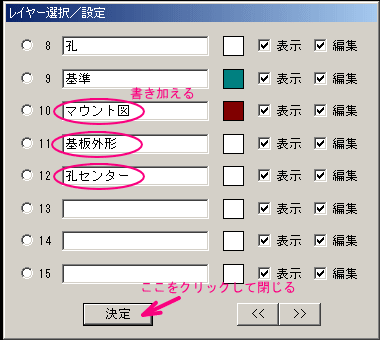 レイヤー選択／設定
8 孔 表示 編集
9 基準 表示 編集
書き加える
10 マウント図 表示 編集
11 基板外形 表示 編集
12 孔センター 表示 編集
13 表示 編集
14 表示 編集
15 表示 編集
ここをクリックして閉じる
決定 << >>